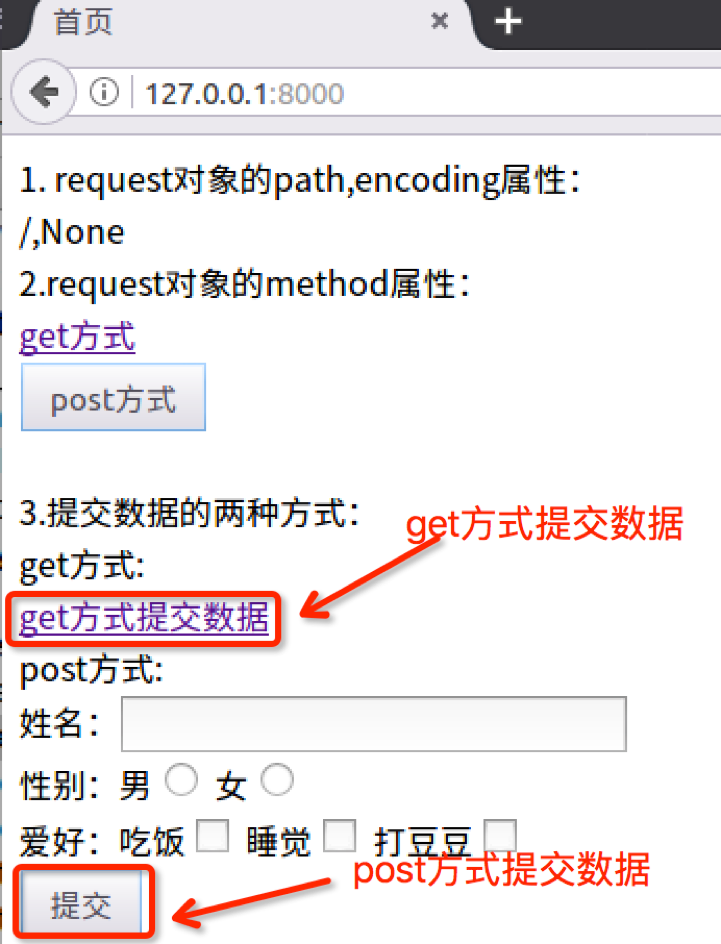 首页
127.0.0.1:8000
1. request对象的path,encoding属性：
/,None
2.request对象的method属性：
get方式
post方式
3.提交数据的两种方式：
get方式提交数据
get方式:
get方式提交数据
post方式:
姓名：
性别：男 女
爱好：吃饭 睡觉 打豆豆
post方式提交数据
提交